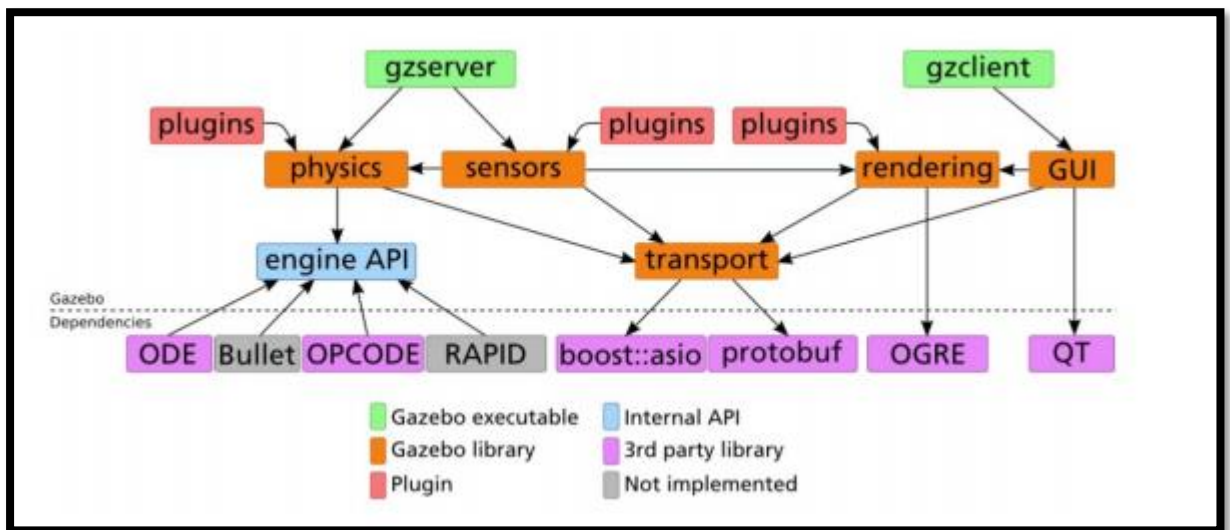 gzserver
gzclient
plugins
plugins
plugins
physics
sensors
rendering
GUI
engine API
transport
Gazebo
Dependencies
ODE
Bullet
OPCODE
RAPID
boost::asio
protobuf
OGRE
QT
Gazebo executable
Internal API
Gazebo library
3rd party library
Plugin
Not implemented